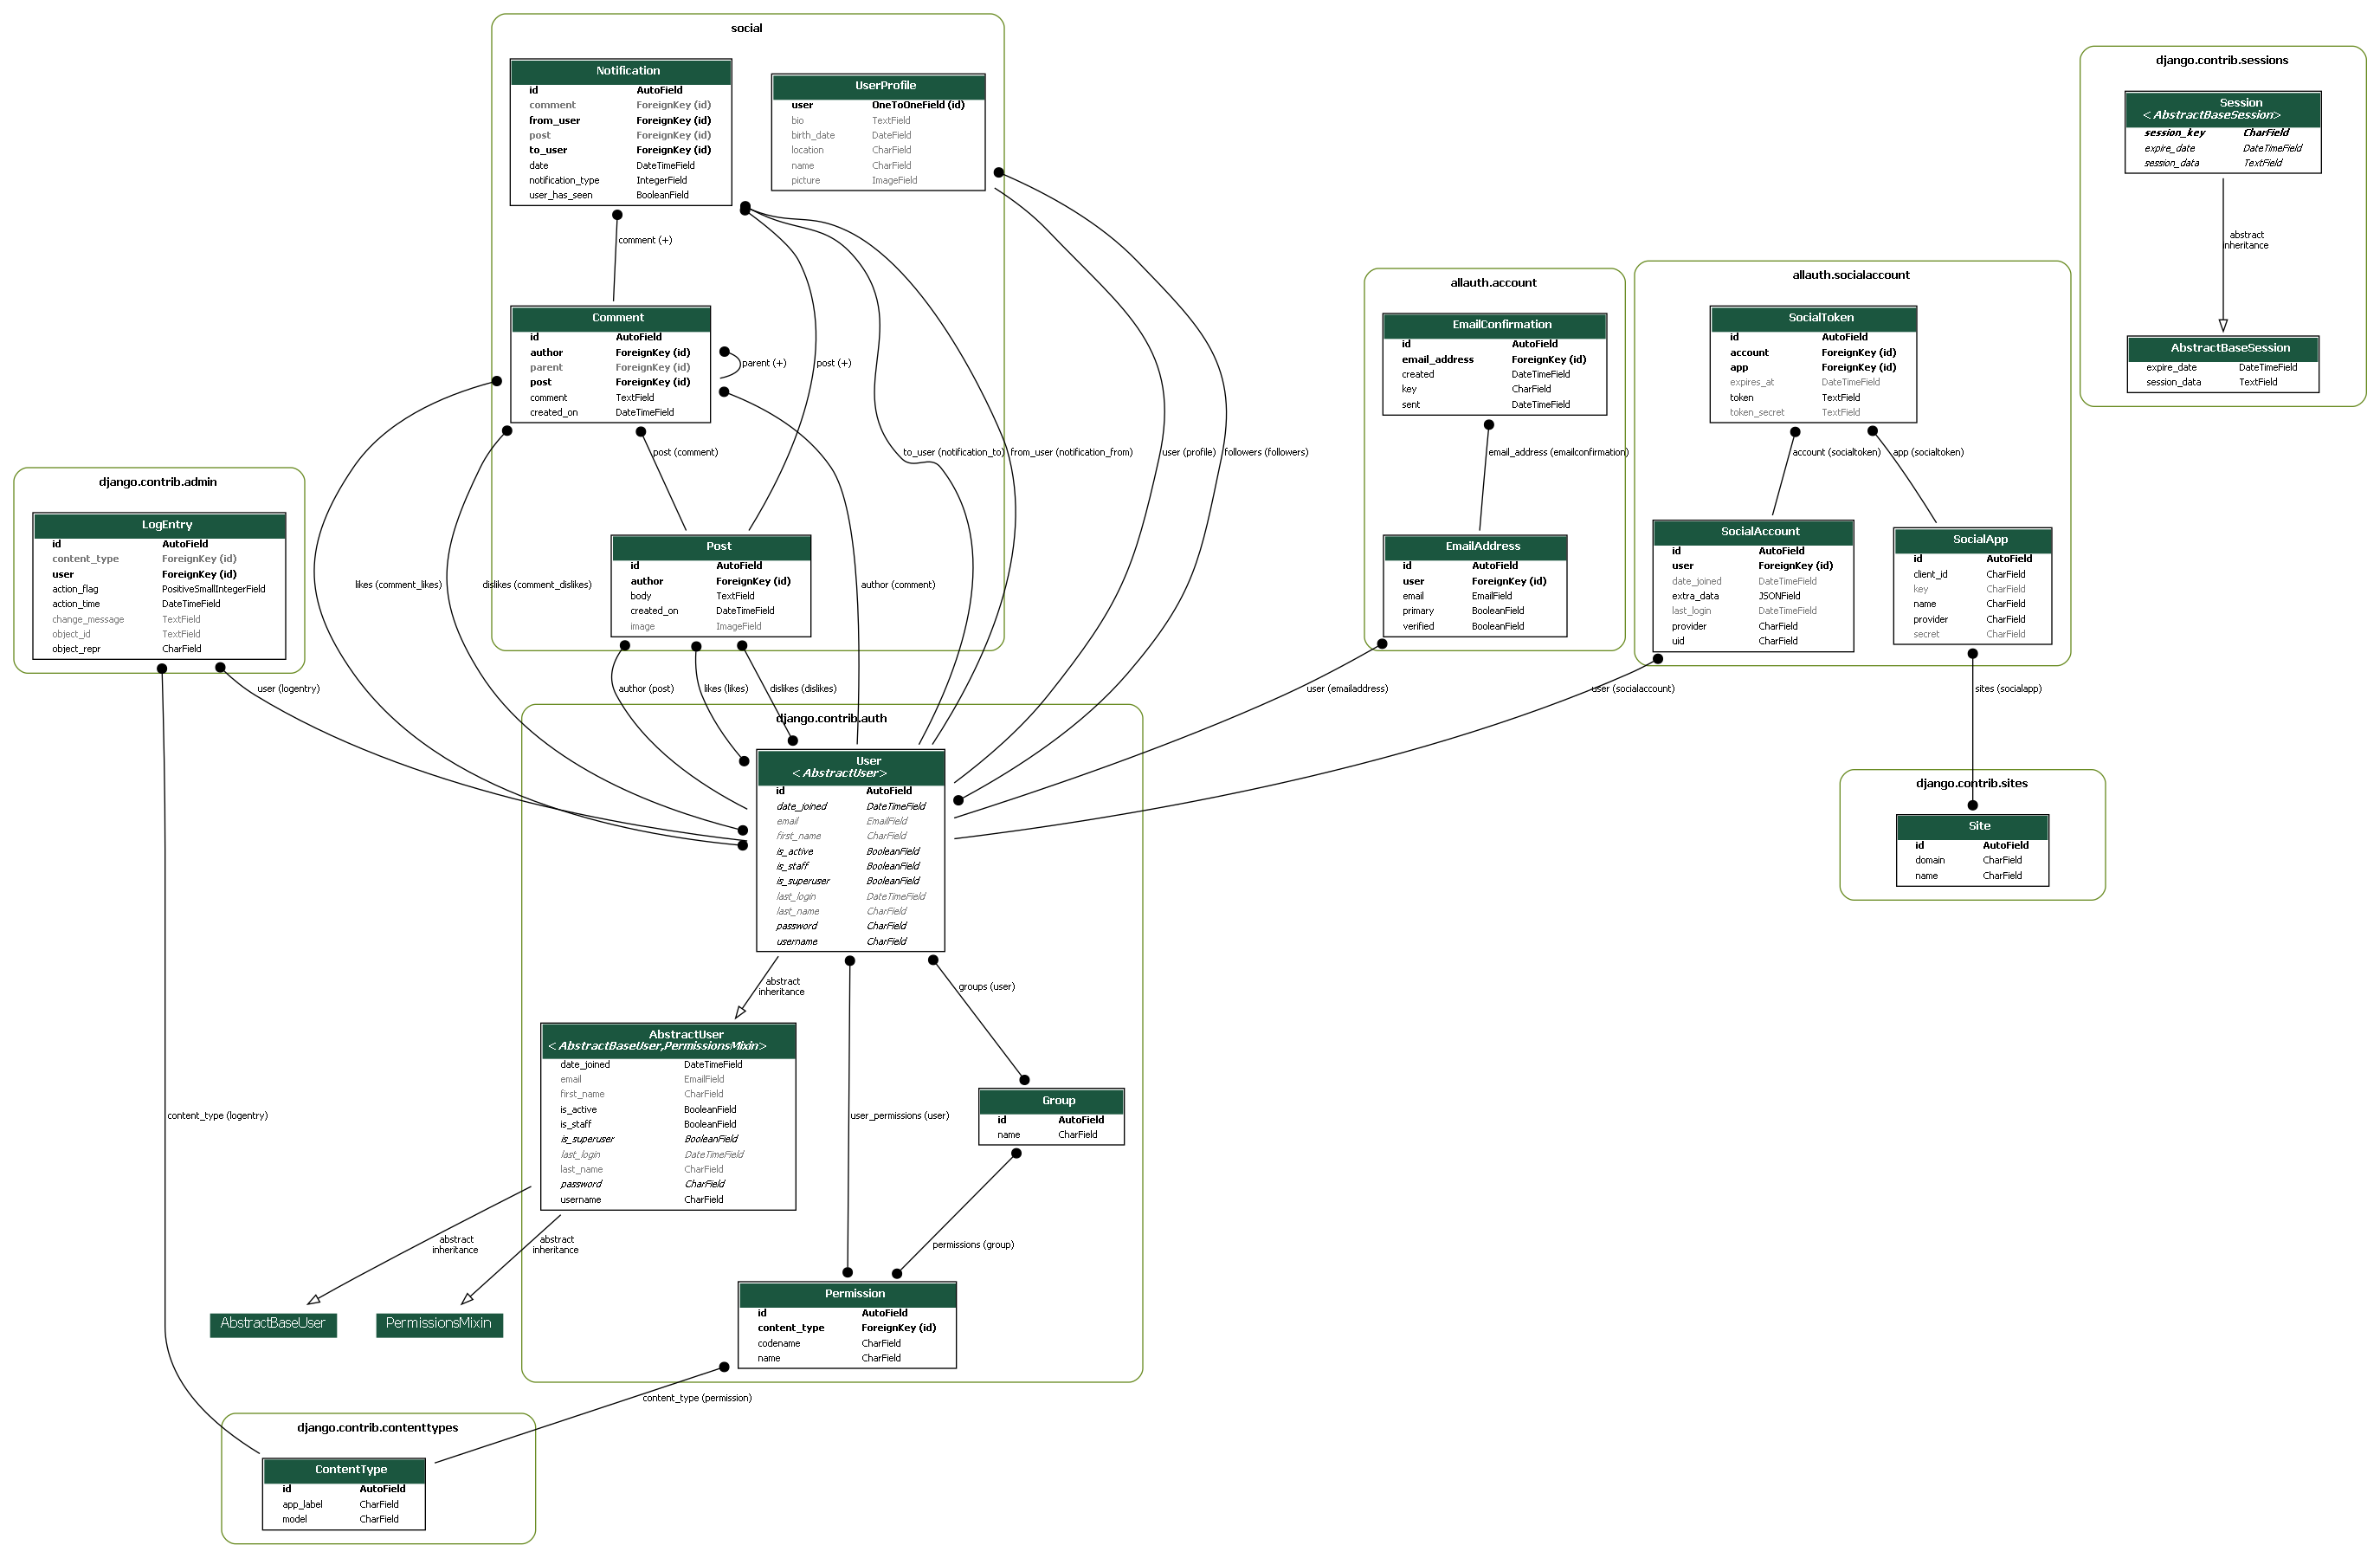 social
Notification
id AutoField
comment ForeignKey (id)
from_user ForeignKey (id)
post ForeignKey (id)
to_user ForeignKey (id)
date DateTimeField
notification_type IntegerField
user_has_seen BooleanField
UserProfile
user OneToOneField (id)
bio TextField
birth_date DateField
location CharField
name CharField
picture ImageField
comment (+)
Comment
id AutoField
author ForeignKey (id)
parent ForeignKey (id)
post ForeignKey (id)
comment TextField
created_on DateTimeField
parent (+)
post (+)
post (comment)
to_user (notification_to)
from_user (notification_from)
user (profile)
followers (followers)
Post
id AutoField
author ForeignKey (id)
body TextField
created_on DateTimeField
image ImageField
likes (comment_likes)
dislikes (comment_dislikes)
author (comment)
author (post)
likes (likes)
dislikes (dislikes)
django.contrib.sessions
Session
<AbstractBaseSession>
session_key CharField
expire_date DateTimeField
session_data TextField
abstract
inheritance
AbstractBaseSession
expire_date DateTimeField
session_data TextField
allauth.account
EmailConfirmation
id AutoField
email_address ForeignKey (id)
created DateTimeField
key CharField
sent DateTimeField
email_address (emailconfirmation)
EmailAddress
id AutoField
user ForeignKey (id)
email EmailField
primary BooleanField
verified BooleanField
user (emailaddress)
allauth.socialaccount
SocialToken
id AutoField
account ForeignKey (id)
app ForeignKey (id)
expires_at DateTimeField
token TextField
token_secret TextField
account (socialtoken)
app (socialtoken)
SocialAccount
id AutoField
user ForeignKey (id)
date_joined DateTimeField
extra_data JSONField
last_login DateTimeField
provider CharField
uid CharField
SocialApp
id AutoField
client_id CharField
key CharField
name CharField
provider CharField
secret CharField
user (socialaccount)
sites (socialapp)
django.contrib.sites
Site
id AutoField
domain CharField
name CharField
django.contrib.admin
LogEntry
id AutoField
content_type ForeignKey (id)
user ForeignKey (id)
action_flag PositiveSmallIntegerField
action_time DateTimeField
change_message TextField
object_id TextField
object_repr CharField
user (logentry)
content_type (logentry)
django.contrib.auth
User
<AbstractUser>
id AutoField
date_joined DateTimeField
email EmailField
first_name CharField
is_active BooleanField
is_staff BooleanField
is_superuser BooleanField
last_login DateTimeField
last_name CharField
password CharField
username CharField
abstract
inheritance
groups (user)
AbstractUser
<AbstractBaseUser,PermissionsMixin>
date_joined DateTimeField
email EmailField
first_name CharField
is_active BooleanField
is_staff BooleanField
is_superuser BooleanField
last_login DateTimeField
last_name CharField
password CharField
username CharField
user_permissions (user)
Group
id AutoField
name CharField
permissions (group)
abstract
inheritance
abstract
inheritance
AbstractBaseUser
PermissionsMixin
Permission
id AutoField
content_type ForeignKey (id)
codename CharField
name CharField
content_type (permission)
django.contrib.contenttypes
ContentType
id AutoField
app_label CharField
model CharField